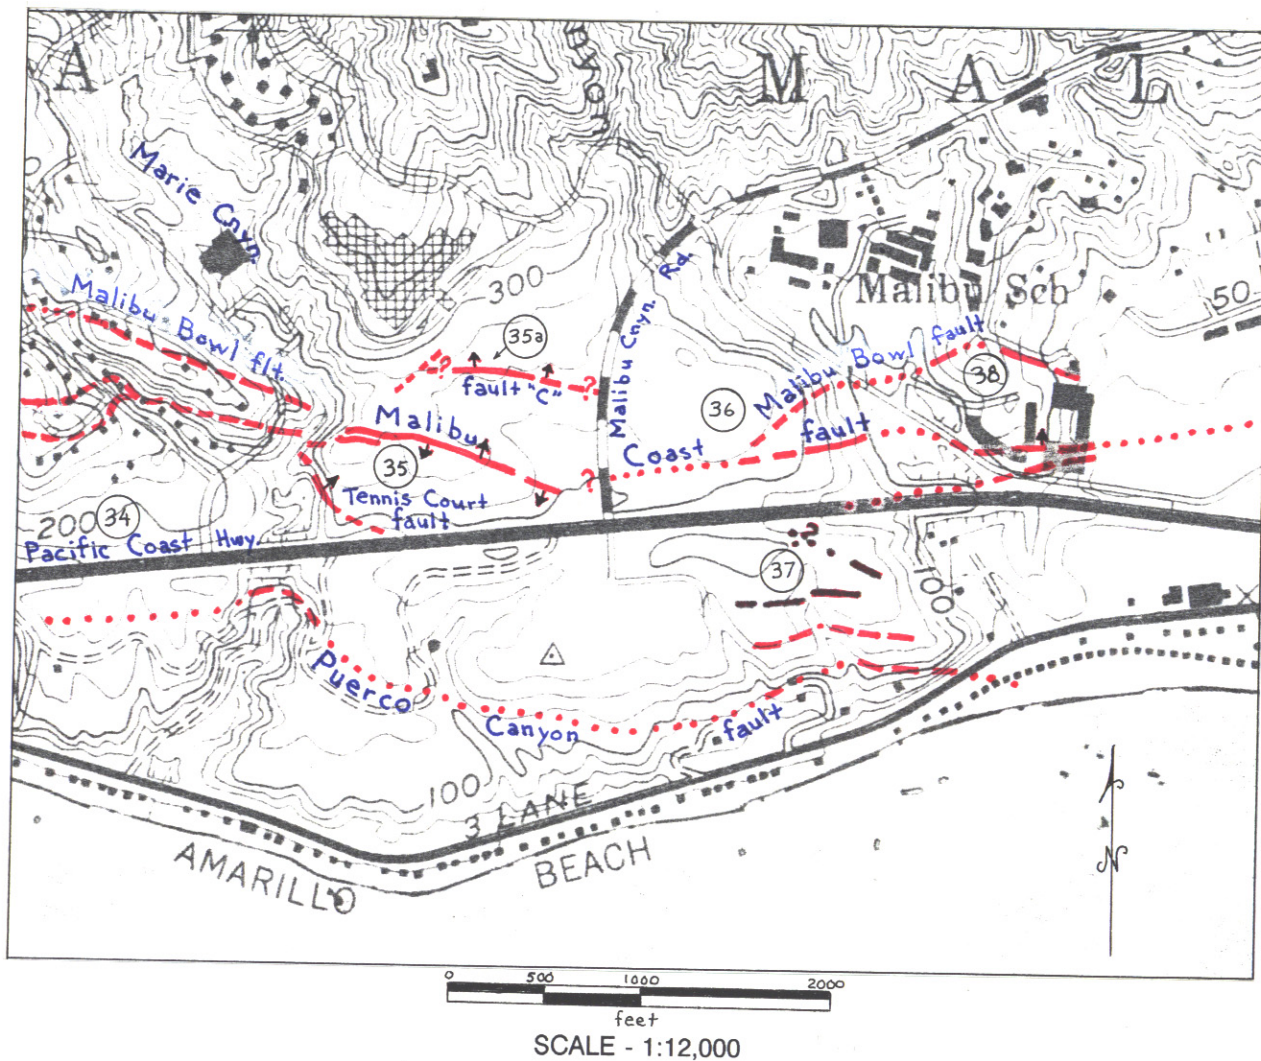 A
M A L
nyon
Marie Cnyn.
300
35a
Malibu Cnyn. Rd.
Malibu Sch
50
Malibu Bowl flt.
?
?
fault "C"
Malibu Bowl fault
38
36
Malibu
Coast
fault
35
?
Tennis Court
fault
34
200
Pacific Coast Hwy.
?
37
100
Puerco
Canyon
fault
100
3 LANE
AMARILLO
BEACH
N
0 500 1000 2000
feet
SCALE - 1:12,000